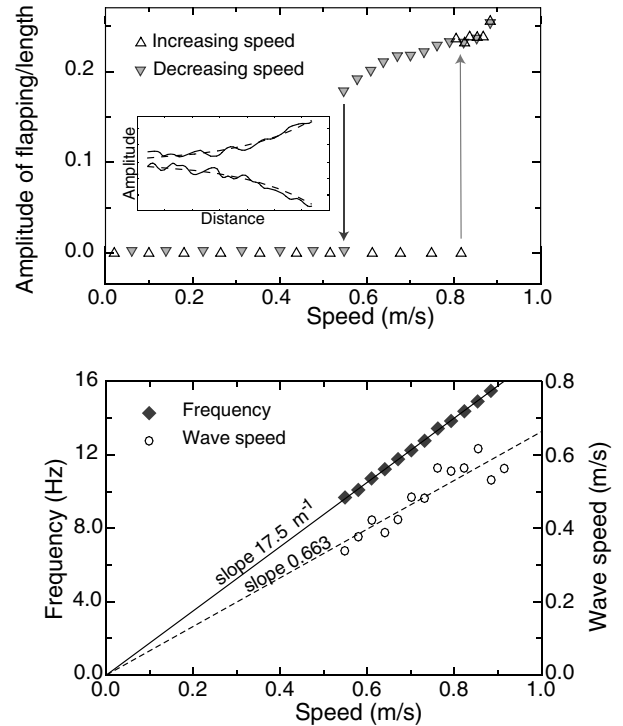 Amplitude of flapping/length
0.2
0.1
0.0
△ Increasing speed
▼ Decreasing speed
Amplitude
Distance
0.0 0.2 0.4 0.6 0.8 1.0
Speed (m/s)
Frequency (Hz)
16
12
8.0
4.0
0.0
◆ Frequency
○ Wave speed
slope 17.5 m⁻¹
slope 0.663
0.8
0.6
0.4
0.2
0.0
Wave speed (m/s)
0.0 0.2 0.4 0.6 0.8 1.0
Speed (m/s)